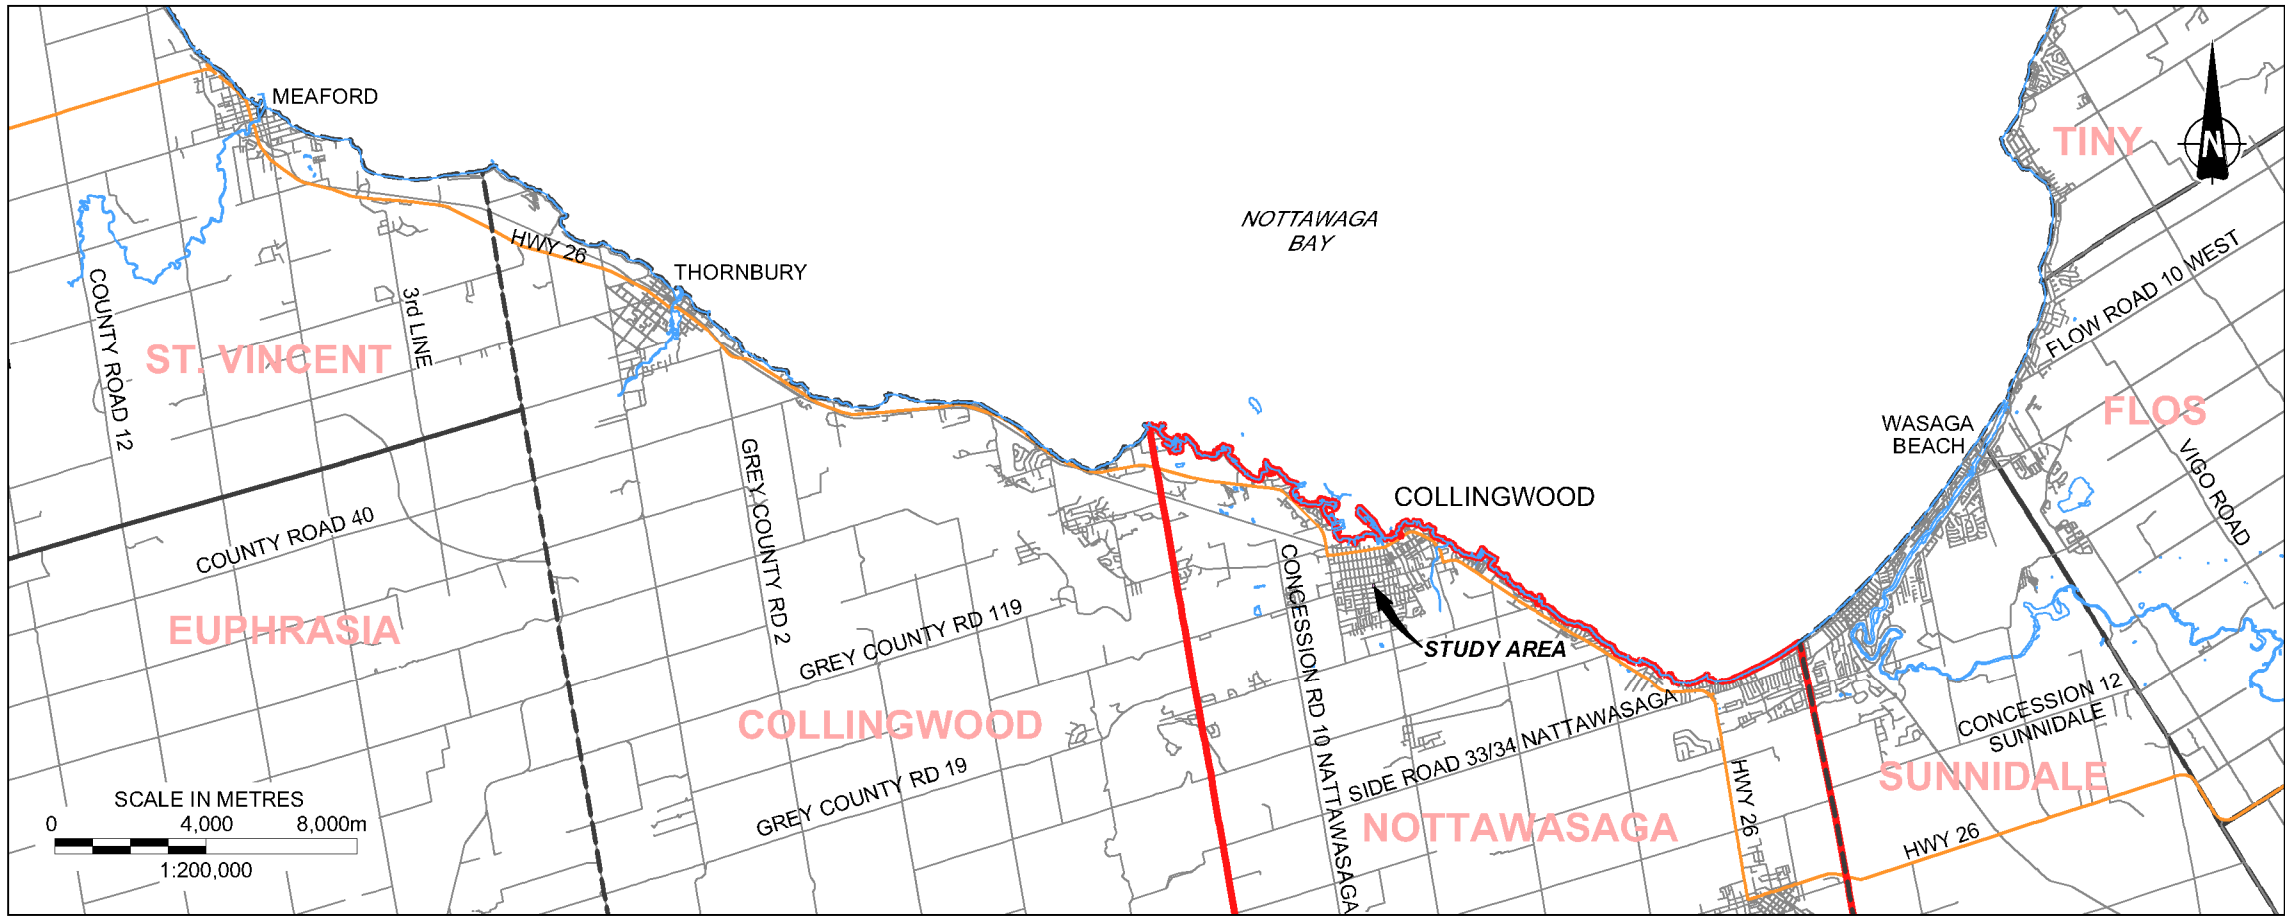 MEAFORD
TINY
N
NOTTAWAGA
BAY
HWY 26
THORNBURY
FLOW ROAD 10 WEST
COUNTY ROAD 12
3rd LINE
ST. VINCENT
FLOS
WASAGA
BEACH
VIGO ROAD
GREY COUNTY RD 2
COLLINGWOOD
COUNTY ROAD 40
CONCESSION RD 10 NATTAWASAGA
EUPHRASIA
GREY COUNTY RD 119
STUDY AREA
SIDE ROAD 33/34 NATTAWASAGA
CONCESSION 12
SUNNIDALE
COLLINGWOOD
SUNNIDALE
GREY COUNTY RD 19
HWY 26
NOTTAWASAGA
HWY 26
SCALE IN METRES
0 4,000 8,000m
1:200,000